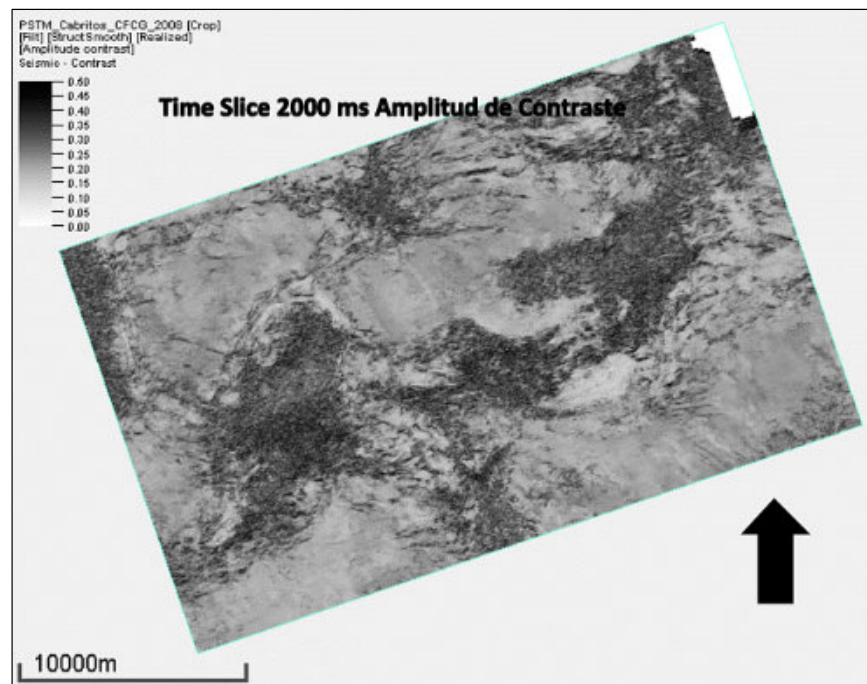 PSTM_Cabritos_CFCG_2008 [Crop]
[Filt] [StructSmooth] [Realized]
[Amplitude contrast]
Seismio - Contrast
0.50
0.45
0.40
0.35
0.30
0.25
0.20
0.15
0.10
0.05
0.00
Time Slice 2000 ms Amplitud de Contraste
10000m